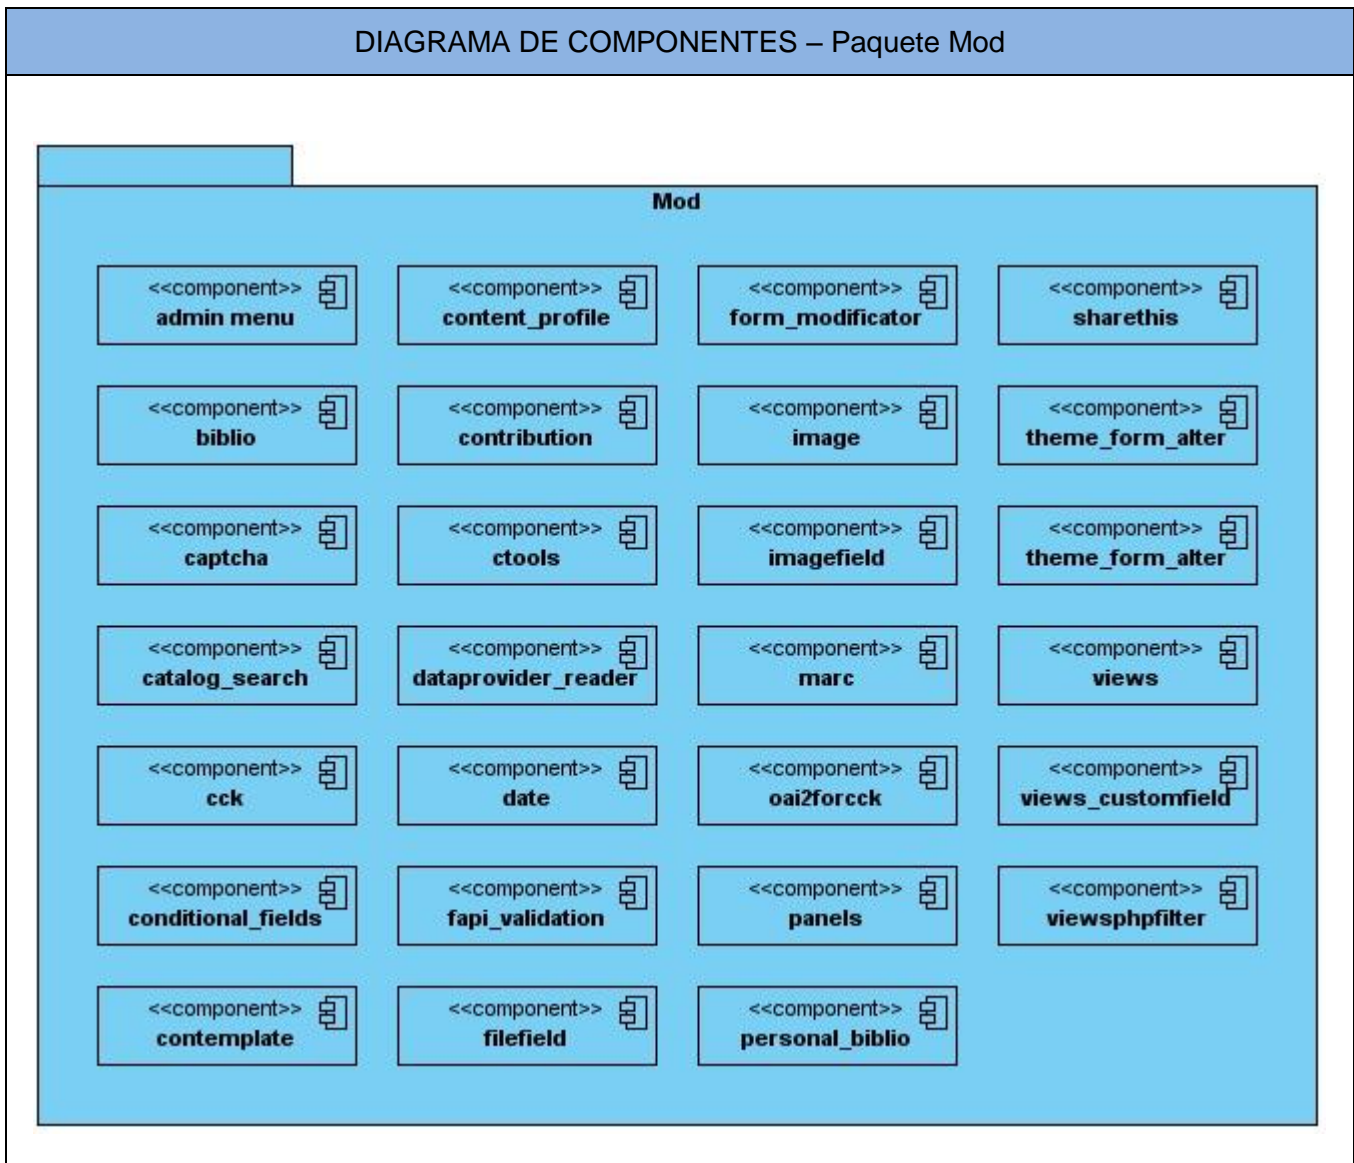 DIAGRAMA DE COMPONENTES – Paquete Mod
Mod
<<component>>
admin menu
<<component>>
content_profile
<<component>>
form_modificator
<<component>>
sharethis
<<component>>
biblio
<<component>>
contribution
<<component>>
image
<<component>>
theme_form_alter
<<component>>
captcha
<<component>>
ctools
<<component>>
imagefield
<<component>>
theme_form_alter
<<component>>
catalog_search
<<component>>
dataprovider_reader
<<component>>
marc
<<component>>
views
<<component>>
cck
<<component>>
date
<<component>>
oai2forcck
<<component>>
views_customfield
<<component>>
conditional_fields
<<component>>
fapi_validation
<<component>>
panels
<<component>>
viewsphpfilter
<<component>>
contemplate
<<component>>
filefield
<<component>>
personal_biblio